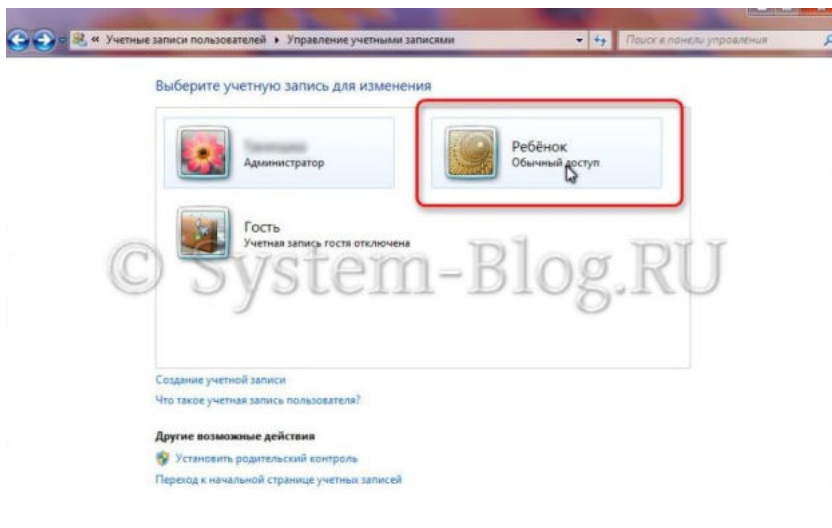 « Учетные записи пользователей ▸ Управление учетными записями
Поиск в панели управления
Выберите учетную запись для изменения
Администратор
Ребёнок
Обычный доступ
Гость
Учетная запись гостя отключена
© System-Blog.RU
Создание учетной записи
Что такое учетная запись пользователя?
Другие возможные действия
Установить родительский контроль
Переход к начальной странице учетных записей